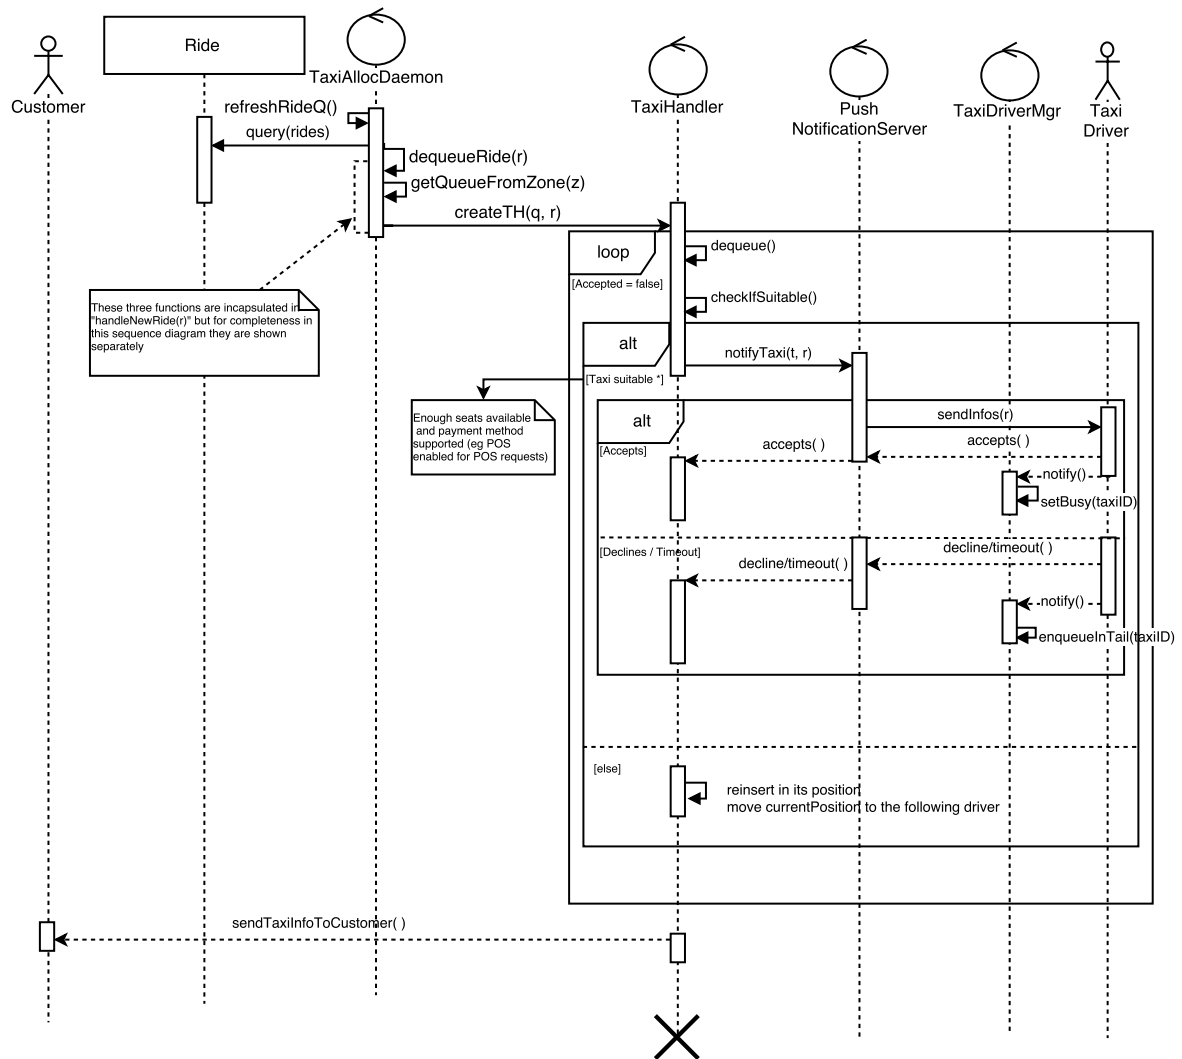 Ride
Customer
TaxiAllocDaemon
TaxiHandler
Push
NotificationServer
TaxiDriverMgr
Taxi
Driver
refreshRideQ()
query(rides)
dequeueRide(r)
getQueueFromZone(z)
createTH(q, r)
loop
[Accepted = false]
dequeue()
checkIfSuitable()
These three functions are incapsulated in
"handleNewRide(r)" but for completeness in
this sequence diagram they are shown
separately
alt
[Taxi suitable *]
notifyTaxi(t, r)
Enough seats available
and payment method
supported (eg POS
enabled for POS requests)
alt
[Accepts]
sendInfos(r)
accepts( )
accepts( )
notify()
setBusy(taxiID)
[Declines / Timeout]
decline/timeout( )
decline/timeout( )
notify()
enqueueInTail(taxiID)
[else]
reinsert in its position
move currentPosition to the following driver
sendTaxiInfoToCustomer( )